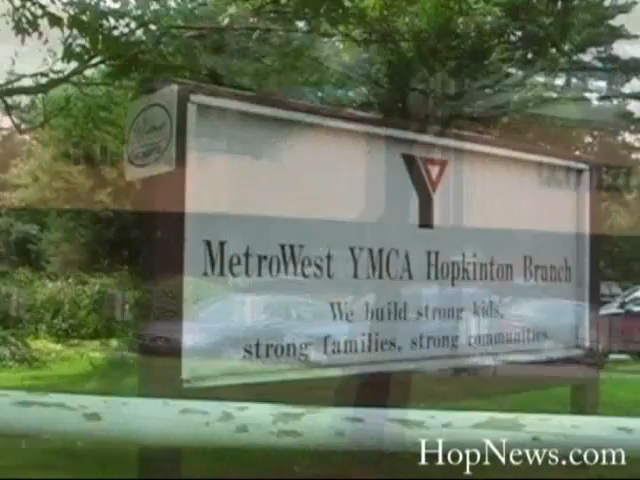 MetroWest YMCA Hopkinton Branch
We build strong kids,
strong families, strong communities.
HopNews.com